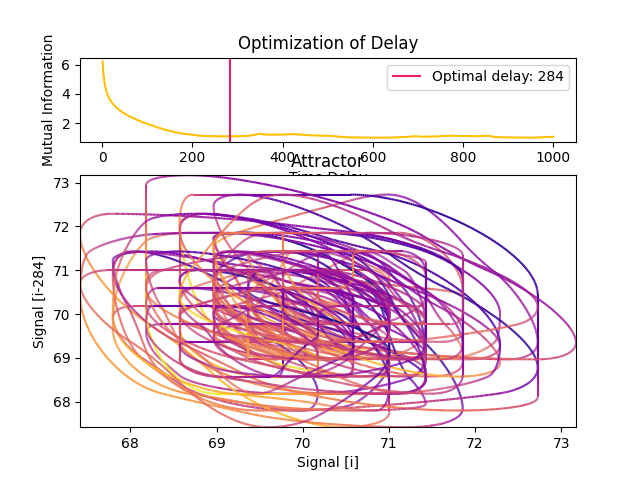 Optimization of Delay
Mutual Information
6
4
2
Optimal delay: 284
0 200 400 600 800 1000
Time Delay
Attractor
Signal [i-284]
73
72
71
70
69
68
68 69 70 71 72 73
Signal [i]